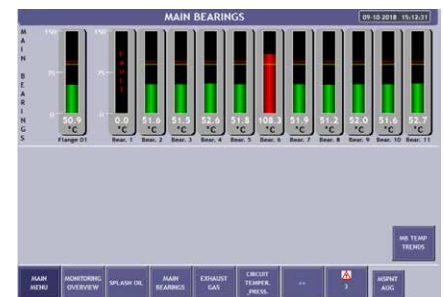 MAIN BEARINGS
09-10-2018 15:12:31
MAIN BEARINGS
150 150
75 75
0 0
FAULT
50.9 0.0 51.6 51.5 52.6 51.8 108.3 51.9 51.2 52.0 51.6 52.7
°C °C °C °C °C °C °C °C °C °C °C °C
Flange 01 Bear. 1 Bear. 2 Bear. 3 Bear. 4 Bear. 5 Bear. 6 Bear. 7 Bear. 8 Bear. 9 Bear. 10 Bear. 11
MB TEMP
TRENDS
MAIN
MENU
MONITORING
OVERVIEW
SPLASH OIL
MAIN
BEARINGS
EXHAUST
GAS
CIRCUIT
TEMPER.
_PRESS.
3
MSPNT
AUG